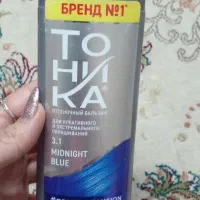 БРЕНД №1
ТО
НИ
КА
ОТТЕНОЧНЫЙ БАЛЬЗАМ
ДЛЯ КРЕАТИВНОГО
И ЭКСТРЕМАЛЬНОГО
ОКРАШИВАНИЯ
3.1
MIDNIGHT
BLUE